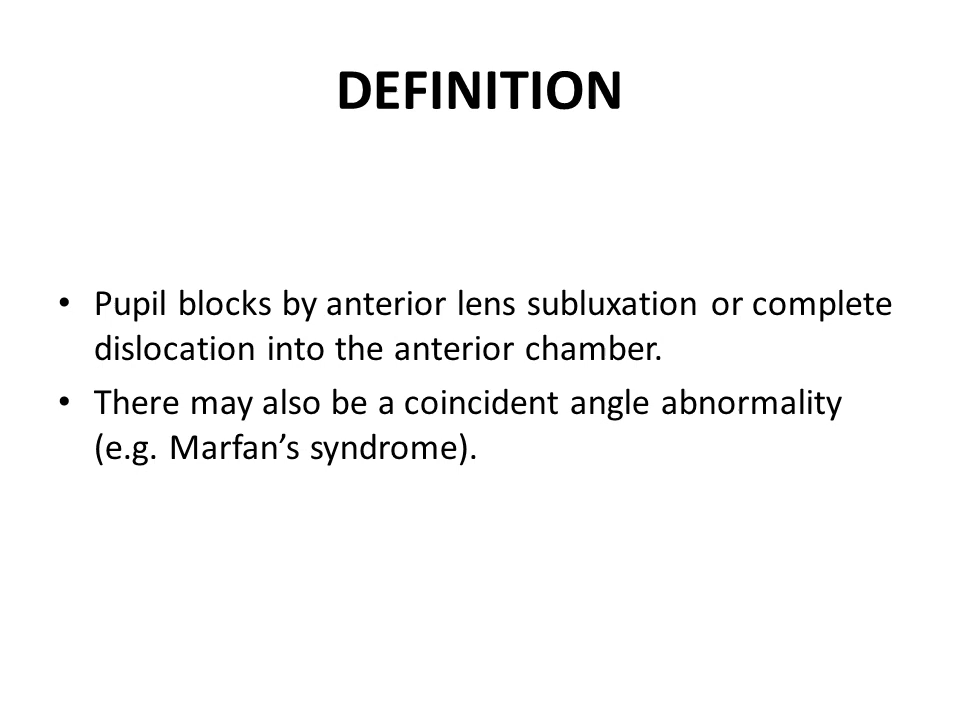 DEFINITION
• Pupil blocks by anterior lens subluxation or complete
dislocation into the anterior chamber.
• There may also be a coincident angle abnormality
(e.g. Marfan’s syndrome).